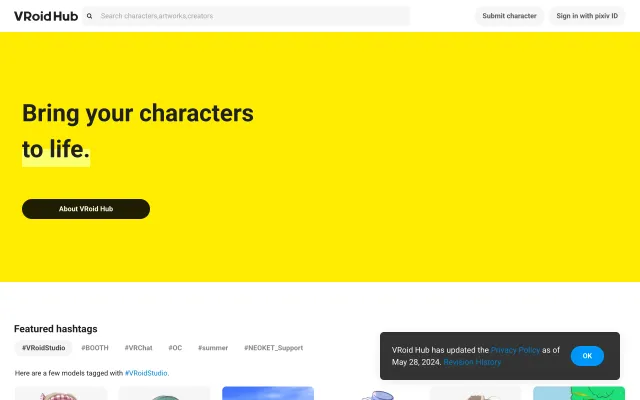 VRoid Hub
Search characters,artworks,creators
Submit character
Sign in with pixiv ID
Bring your characters
to life.
About VRoid Hub
Featured hashtags
#VRoidStudio
#BOOTH
#VRChat
#OC
#summer
#NEOKET_Support
Here are a few models tagged with #VRoidStudio.
VRoid Hub has updated the Privacy Policy as of
May 28, 2024. Revision History
OK